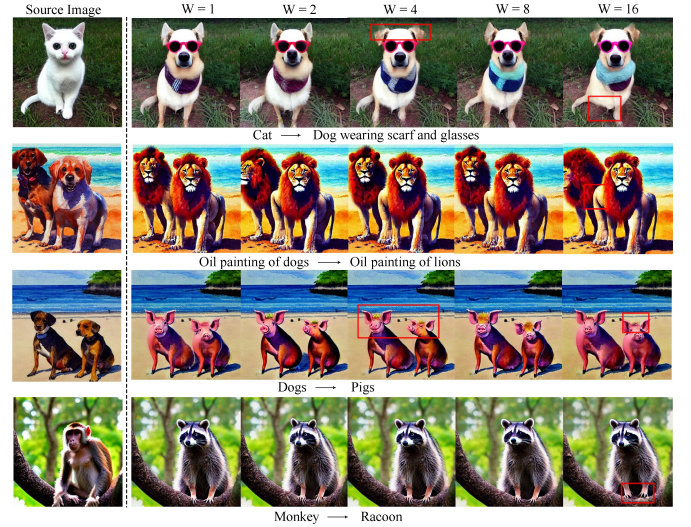 Source Image W = 1 W = 2 W = 4 W = 8 W = 16
Cat → Dog wearing scarf and glasses
Oil painting of dogs → Oil painting of lions
Dogs → Pigs
Monkey → Racoon